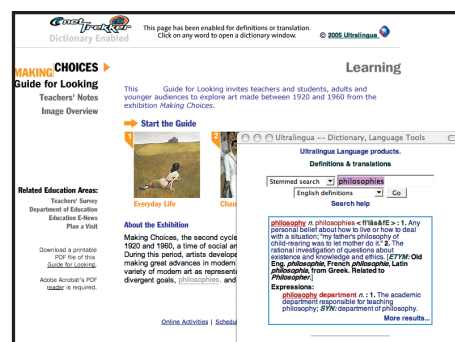 net Trekker di
Dictionary Enabled
This page has been enabled for definitions or translation.
Click on any word to open a dictionary window.
© 2005 Ultralingua
MAKING CHOICES
Guide for Looking
Teachers' Notes
Image Overview
Related Education Areas:
Teachers' Survey
Department of Education
Education E-News
Plan a Visit
Download a printable
PDF file of this
Guide for Looking.
Adobe Acrobat's PDF
reader is required.
Learning
This Guide for Looking invites teachers and students, adults and
younger audiences to explore art made between 1920 and 1960 from the
exhibition Making Choices.
Start the Guide
1
2
Everyday Life
Chan
About the Exhibition
Making Choices, the second cycle
1920 and 1960, a time of social an
During this period, artists develope
making great advances in modern
variety of modern art as represente
divergent goals, philosophies, and
Online Activities | Schedul
Ultralingua -- Dictionary, Language Tools
Ultralingua Language products.
Definitions & translations
Stemmed search philosophies
English definitions Go
Search help
philosophy n. philosophies < fʹlläs&fE > : 1. Any
personal belief about how to live or how to deal
with a situation; "my father's philosophy of
child-rearing was to let mother do it." 2. The
rational investigation of questions about
existence and knowledge and ethics. [ETYM: Old
Eng. philosophie, French philosophie, Latin
philosophia, from Greek. Related to
Philosopher.]
Expressions:
philosophy department n. : 1. The academic
department responsible for teaching
philosophy; SYN: department of philosophy.
More results...